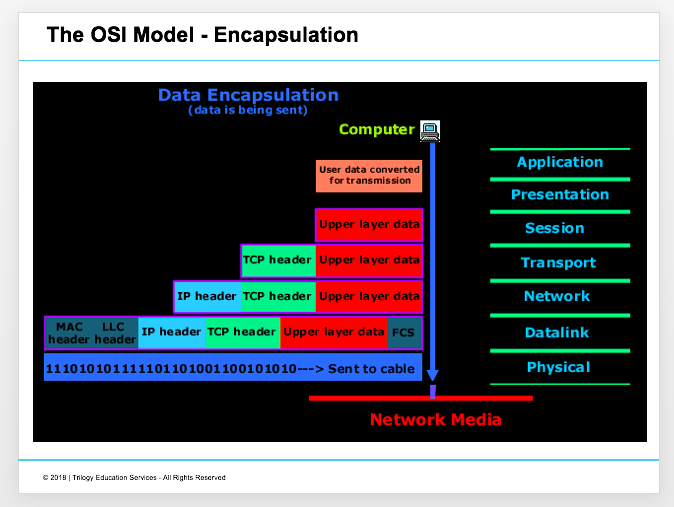 The OSI Model - Encapsulation
Data Encapsulation
(data is being sent)
Computer
User data converted
for transmission
Upper layer data
TCP header Upper layer data
IP header TCP header Upper layer data
MAC header LLC header IP header TCP header Upper layer data FCS
111010101111101101001100101010---> Sent to cable
Application
Presentation
Session
Transport
Network
Datalink
Physical
Network Media
© 2018 | Trilogy Education Services - All Rights Reserved